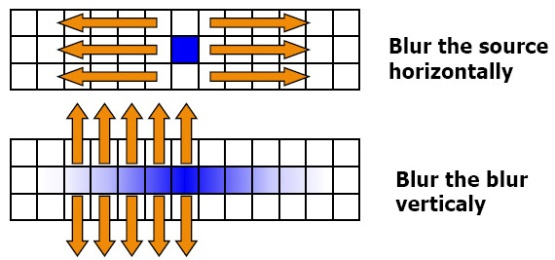 Blur the source
horizontally
Blur the blur
verticaly